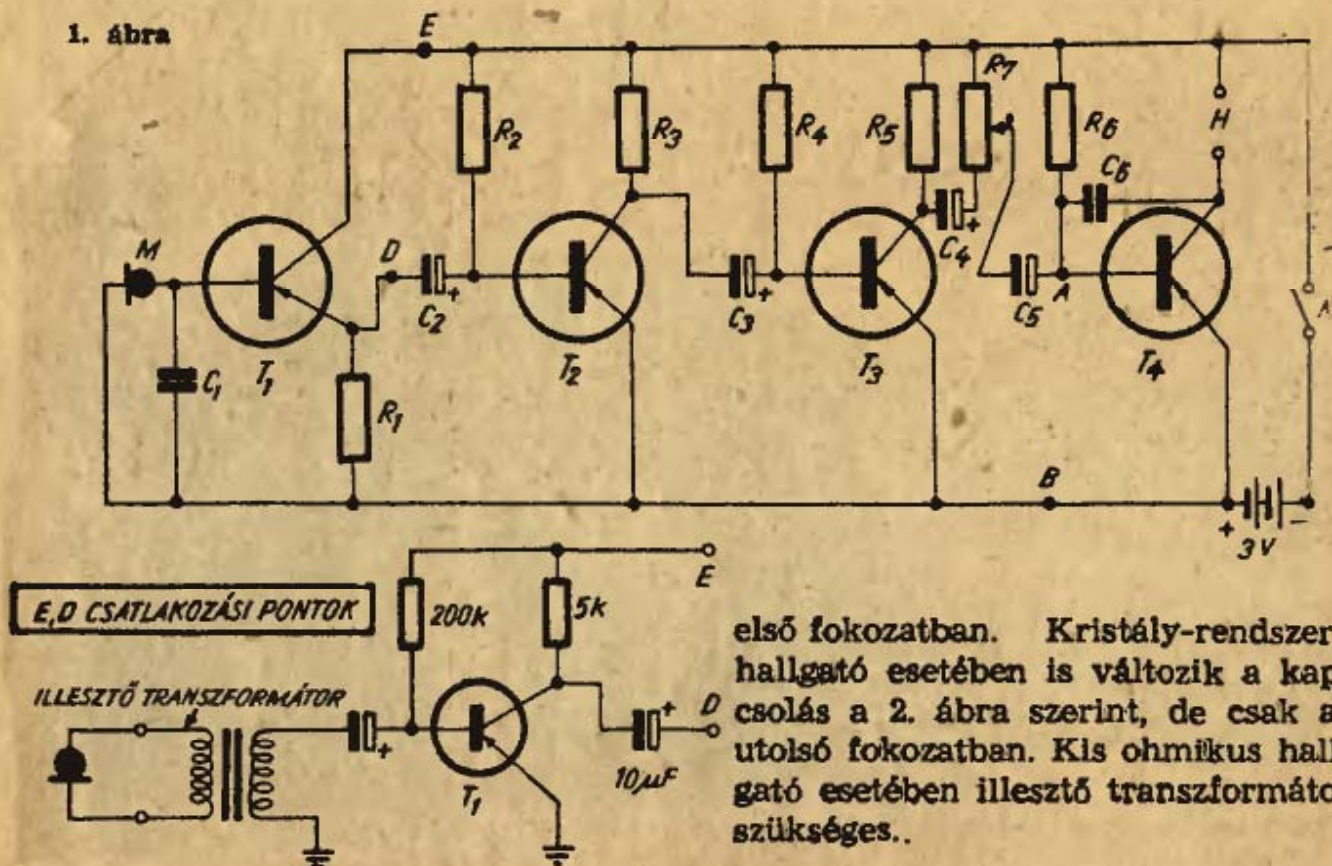 1. ábra
E
R2
R3
R4
R5
R7
R6
H
C6
M
D
C2
+
C3
+
C4
+
C5
A
T1
T2
T3
T4
C1
R1
B
+
-
3V
E,D CSATLAKOZÁSI PONTOK
200k
5k
E
ILLESZTŐ TRANSZFORMÁTOR
+
+
D
T1
10µF
első fokozatban. Kristály-rendszer
hallgató esetében is változik a kap
csolás a 2. ábra szerint, de csak a
utolsó fokozatban. Kis ohmikus hall
gató esetében illesztő transzformáto
szükséges..